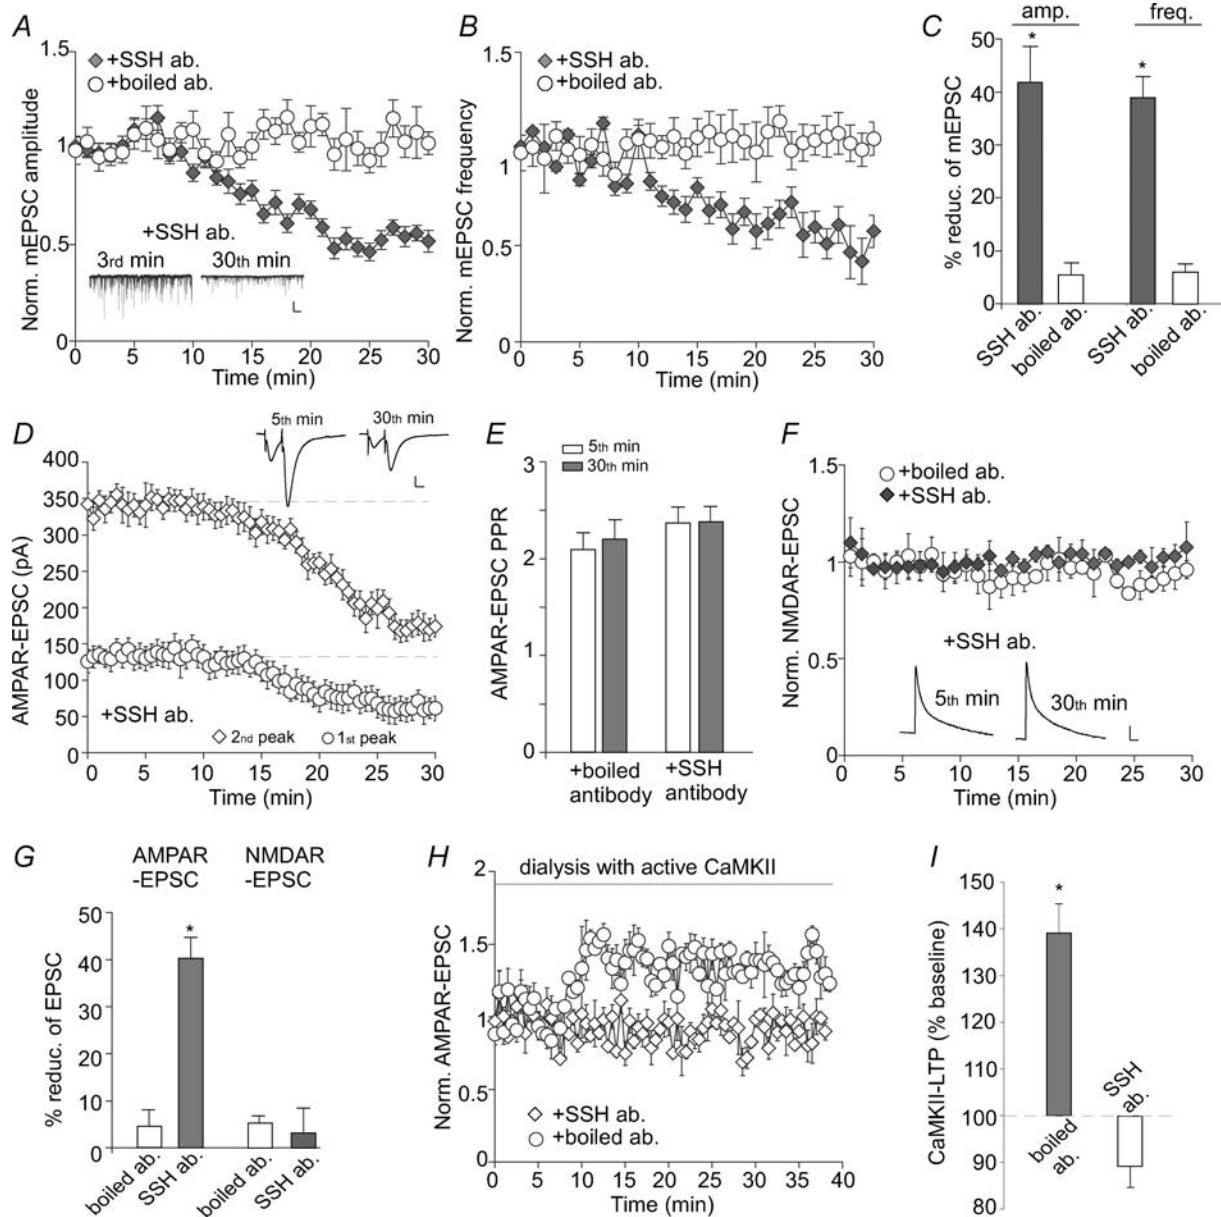 A
1.5
1
0.5
0
Norm. mEPSC amplitude
+SSH ab.
+boiled ab.
+SSH ab.
3rd min
30th min
0 5 10 15 20 25 30
Time (min)
B
1.5
1
0.5
0
Norm. mEPSC frequency
+SSH ab.
+boiled ab.
0 5 10 15 20 25 30
Time (min)
C
amp.
freq.
50
40
30
20
10
0
% reduc. of mEPSC
*
*
SSH ab.
boiled ab.
SSH ab.
boiled ab.
D
5th min
30th min
400
350
300
250
200
150
100
50
0
AMPAR-EPSC (pA)
+SSH ab.
2nd peak
1st peak
0 5 10 15 20 25 30
Time (min)
E
5th min
30th min
3
2
1
0
AMPAR-EPSC PPR
+boiled
antibody
+SSH
antibody
F
1.5
1
0.5
0
Norm. NMDAR-EPSC
+boiled ab.
+SSH ab.
+SSH ab.
5th min
30th min
0 5 10 15 20 25 30
Time (min)
G
AMPAR
-EPSC
NMDAR
-EPSC
50
40
30
20
10
0
% reduc. of EPSC
*
boiled ab.
SSH ab.
boiled ab.
SSH ab.
H
2
1.5
1
0.5
0
Norm. AMPAR-EPSC
dialysis with active CaMKII
+SSH ab.
+boiled ab.
0 5 10 15 20 25 30 35 40
Time (min)
I
150
140
130
120
110
100
90
80
CaMKII-LTP (% baseline)
*
boiled
ab.
SSH
ab.